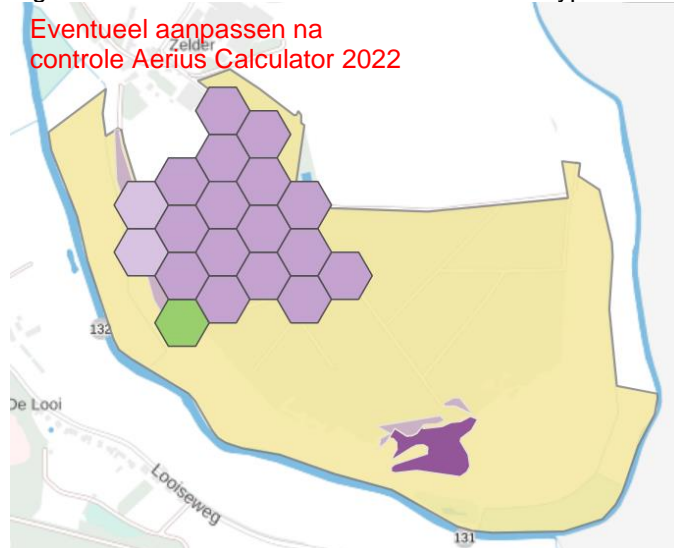 Eventueel aanpassen na
Zelder
controle Aerius Calculator 2022
132
De Looi
Looiseweg
131